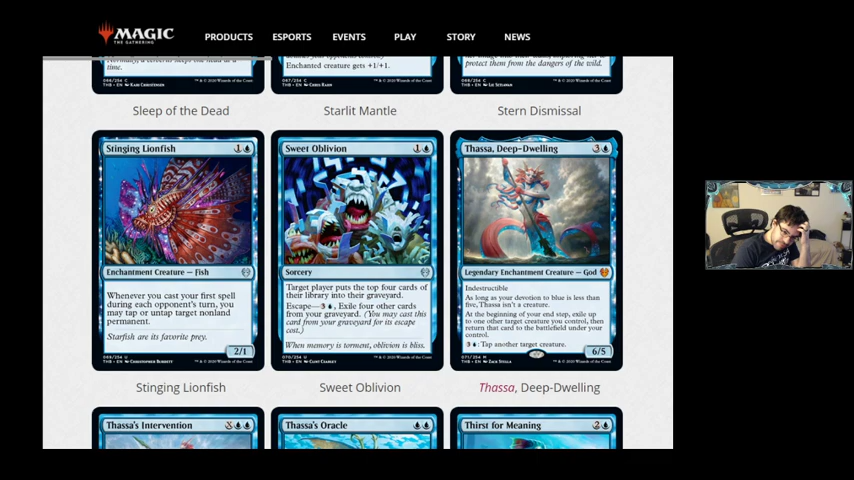 MAGIC
THE GATHERING
PRODUCTS
ESPORTS
EVENTS
PLAY
STORY
NEWS
time.
Enchanted creature gets +1/+1.
protect them from the dangers of the wild.
Sleep of the Dead
Starlit Mantle
Stern Dismissal
Stinging Lionfish
Enchantment Creature — Fish
Whenever you cast your first spell
during each opponent's turn, you
may tap or untap target nonland
permanent.
Starfish are its favorite prey.
2/1
Sweet Oblivion
Sorcery
Target player puts the top four cards of
their library into their graveyard.
Escape—3, Exile four other cards
from your graveyard. (You may cast this
card from your graveyard for its escape
cost.)
When memory is torment, oblivion is bliss.
Thassa, Deep-Dwelling
Legendary Enchantment Creature — God
Indestructible
As long as your devotion to blue is less than
five, Thassa isn't a creature.
At the beginning of your end step, exile up
to one other target creature you control, then
return that card to the battlefield under your
control.
3: Tap another target creature.
6/5
Stinging Lionfish
Sweet Oblivion
Thassa, Deep-Dwelling
Thassa's Intervention
Thassa's Oracle
Thirst for Meaning